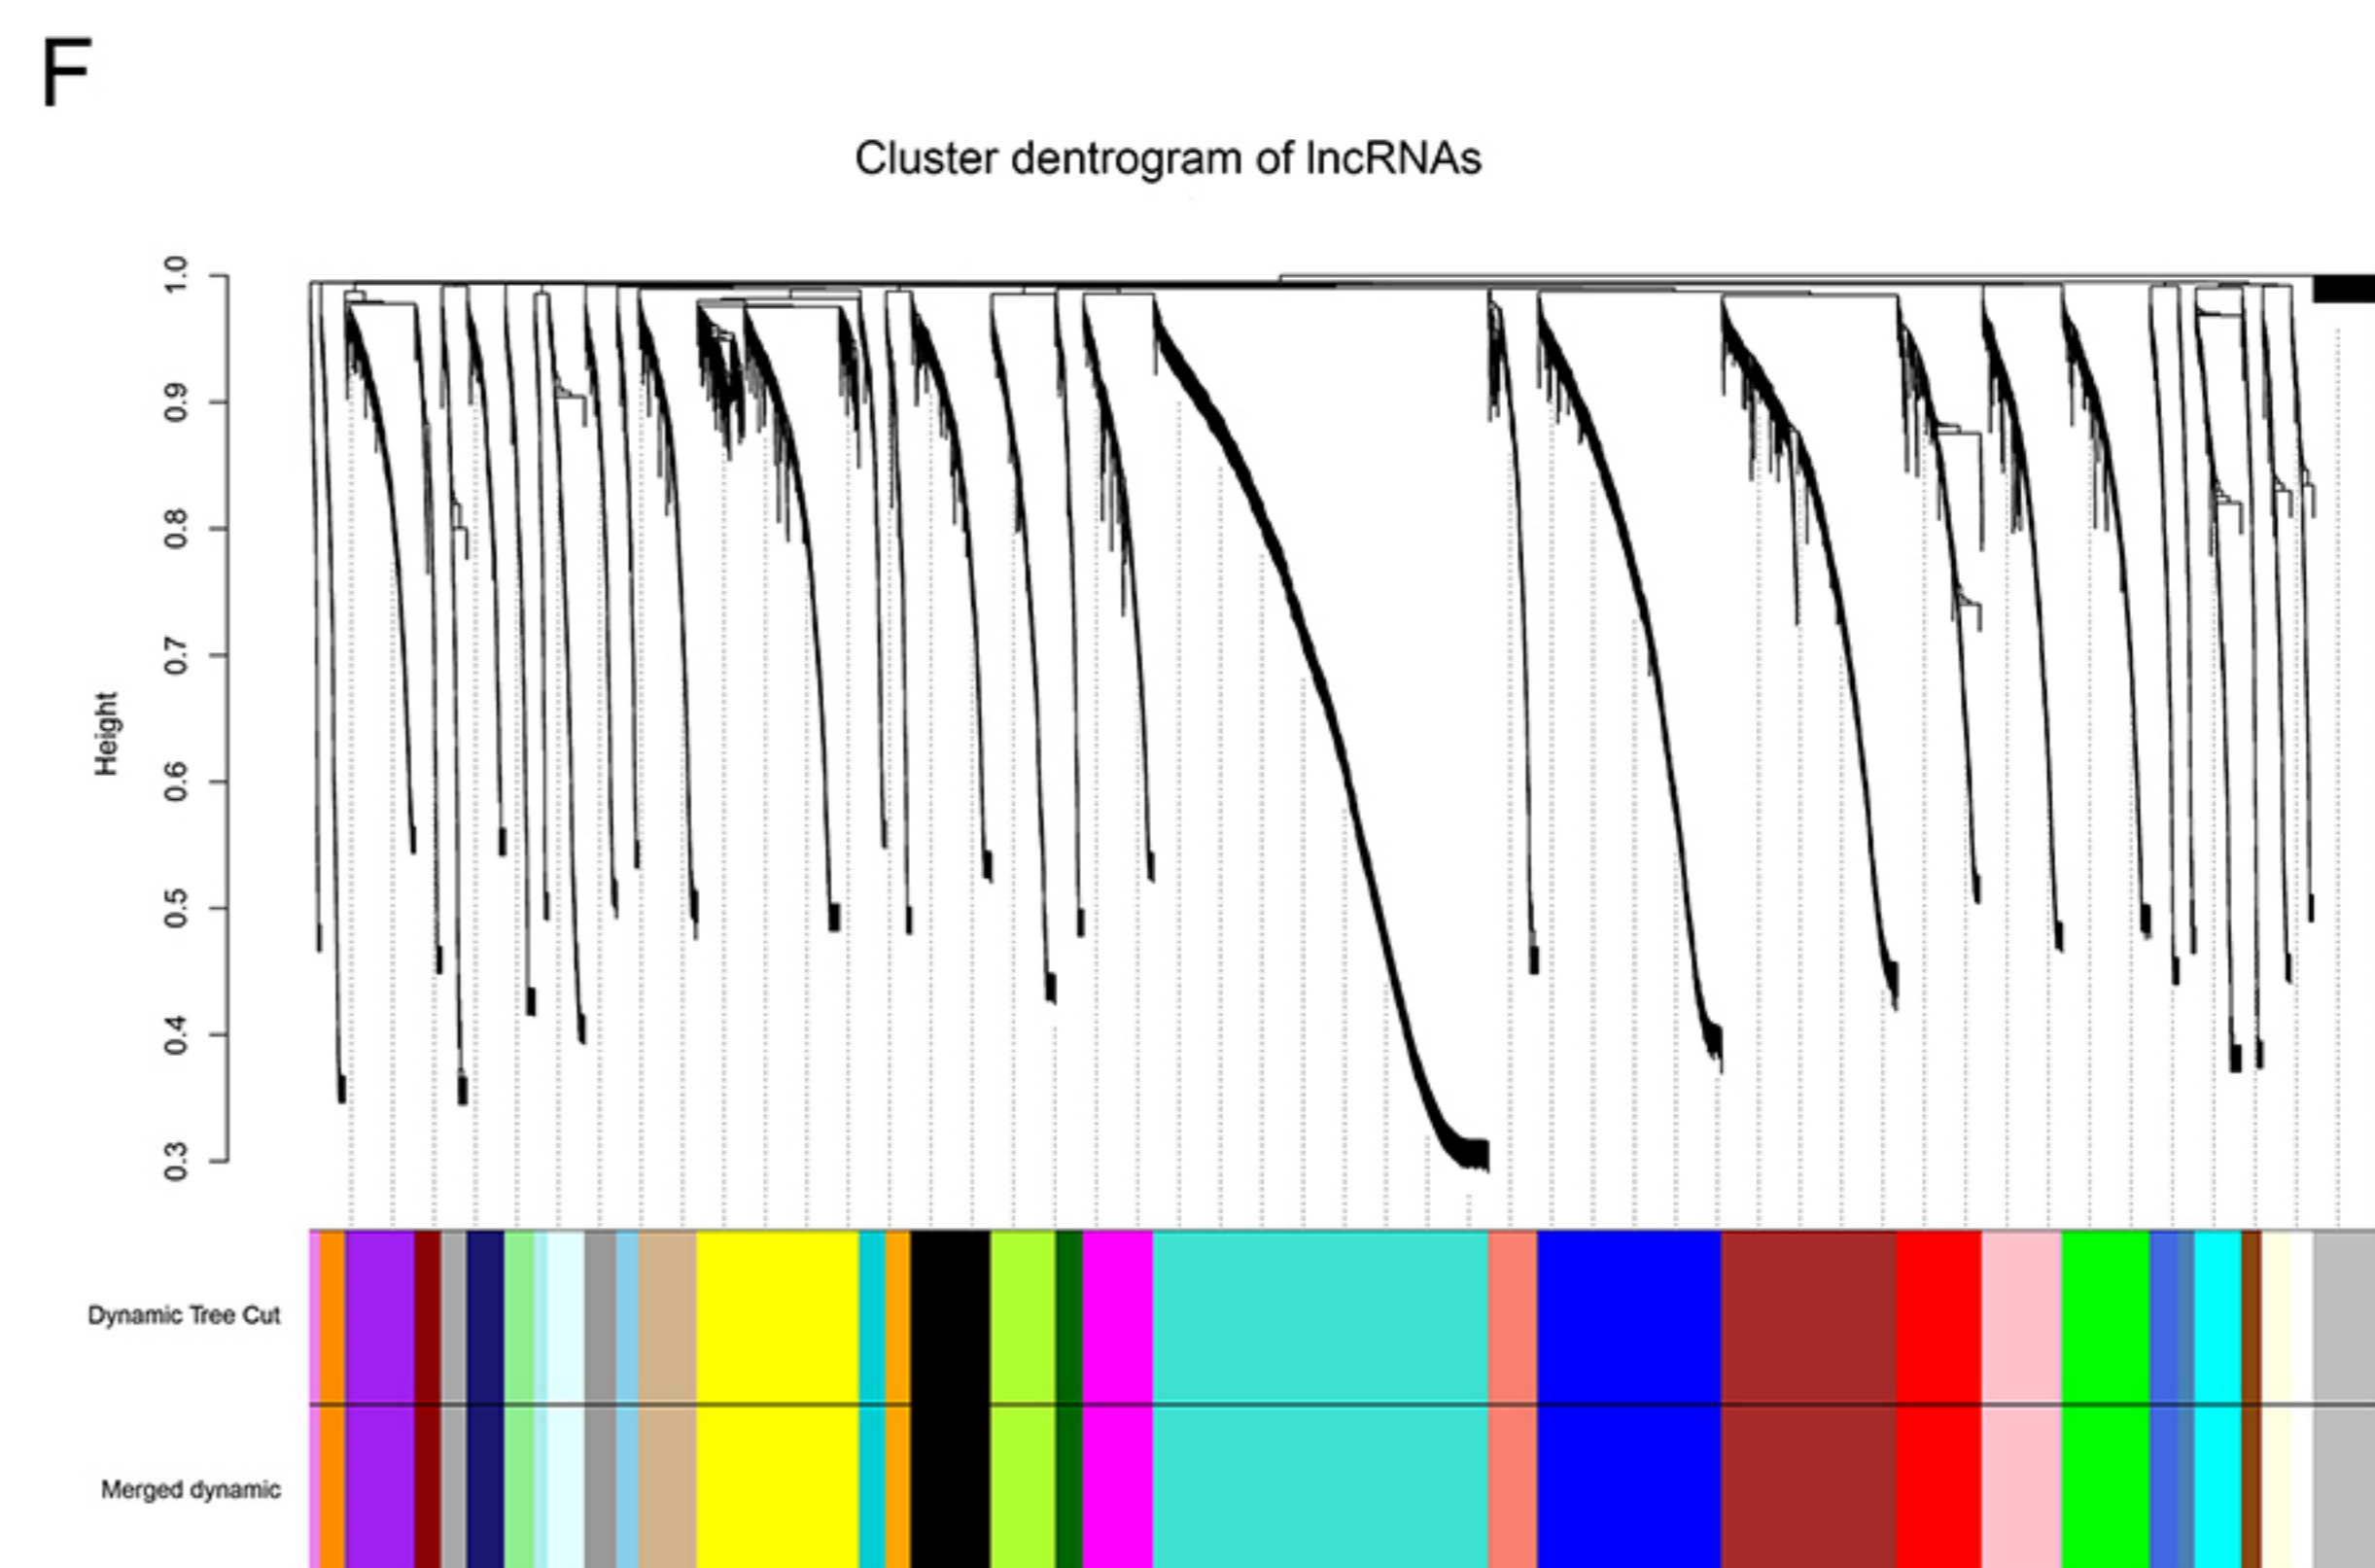 F
Cluster dentrogram of lncRNAs
1.0
0.9
0.8
0.7
0.6
0.5
0.4
0.3
Height
Dynamic Tree Cut
Merged dynamic